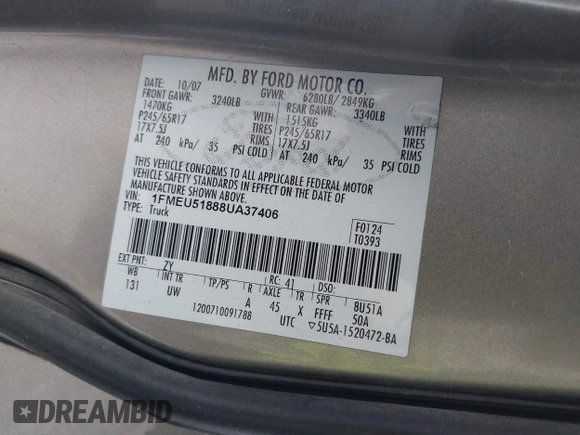 MFD. BY FORD MOTOR CO.
DATE: 10/07 GVWR: 6280LB/ 2849KG
FRONT GAWR: 3240LB REAR GAWR: 3340LB
1470KG WITH 1515KG WITH
P245/65R17 TIRES P245/65R17 TIRES
17X7.5J RIMS 17X7.5J RIMS
AT 240 kPa/ 35 PSI COLD AT 240 kPa/ 35 PSI COLD
THIS VEHICLE CONFORMS TO ALL APPLICABLE FEDERAL MOTOR
VEHICLE SAFETY STANDARDS IN EFFECT ON THE DATE OF
MANUFACTURE SHOWN ABOVE.
VIN: 1FMEU51888UA37406
TYPE: Truck
F0124
T0393
EXT PNT: ZY RC: 41 DSO:
WB INT TR TP/PS R AXLE TR SPR 8U51A
131 UW A 45 X FFFF 50A
1200710091788 UTC ▽5U5A-1520472-BA
DREAMBID